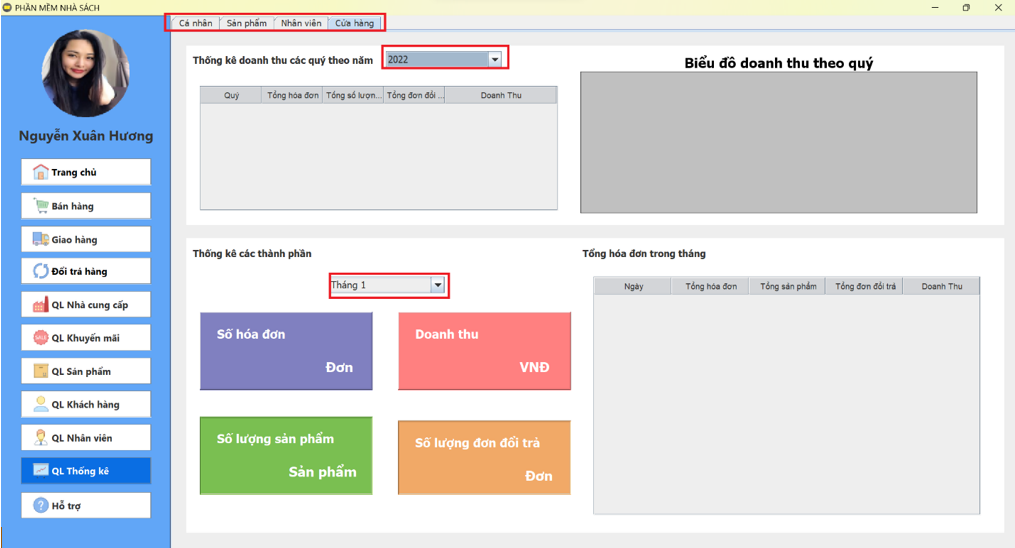 PHẦN MỀM NHÀ SÁCH
Cá nhân
Sản phẩm
Nhân viên
Cửa hàng
Nguyễn Xuân Hương
Trang chủ
Bán hàng
Giao hàng
Đổi trả hàng
QL Nhà cung cấp
QL Khuyến mãi
QL Sản phẩm
QL Khách hàng
QL Nhân viên
QL Thống kê
Hỗ trợ
Thống kê doanh thu các quý theo năm
2022
Quý
Tổng hóa đơn
Tổng số lượn...
Tổng đơn đổi ...
Doanh Thu
Biểu đồ doanh thu theo quý
Thống kê các thành phần
Tháng 1
Số hóa đơn
Đơn
Doanh thu
VNĐ
Số lượng sản phẩm
Sản phẩm
Số lượng đơn đổi trả
Đơn
Tổng hóa đơn trong tháng
Ngày
Tổng hóa đơn
Tổng sản phẩm
Tổng đơn đổi trả
Doanh Thu